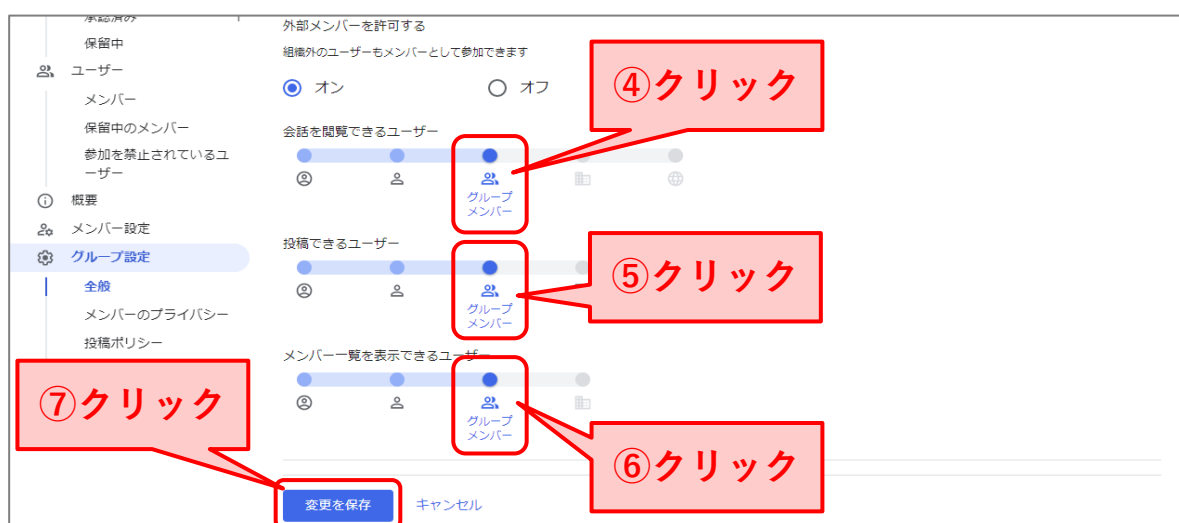 承認済み
保留中
ユーザー
メンバー
保留中のメンバー
参加を禁止されているユ
ーザー
概要
メンバー設定
グループ設定
全般
メンバーのプライバシー
投稿ポリシー
外部メンバーを許可する
組織外のユーザーもメンバーとして参加できます
オン
オフ
④クリック
会話を閲覧できるユーザー
グループ
メンバー
投稿できるユーザー
グループ
メンバー
⑤クリック
メンバー一覧を表示できるユーザー
グループ
メンバー
⑥クリック
⑦クリック
変更を保存
キャンセル